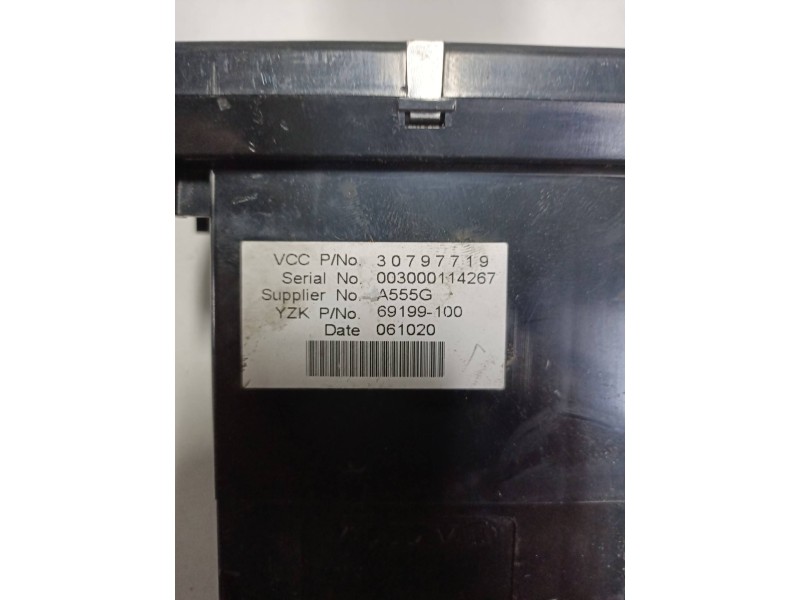 VCC P/No. 30797719
Serial No. 003000114267
Supplier No. A555G
YZK P/No. 69199-100
Date 061020